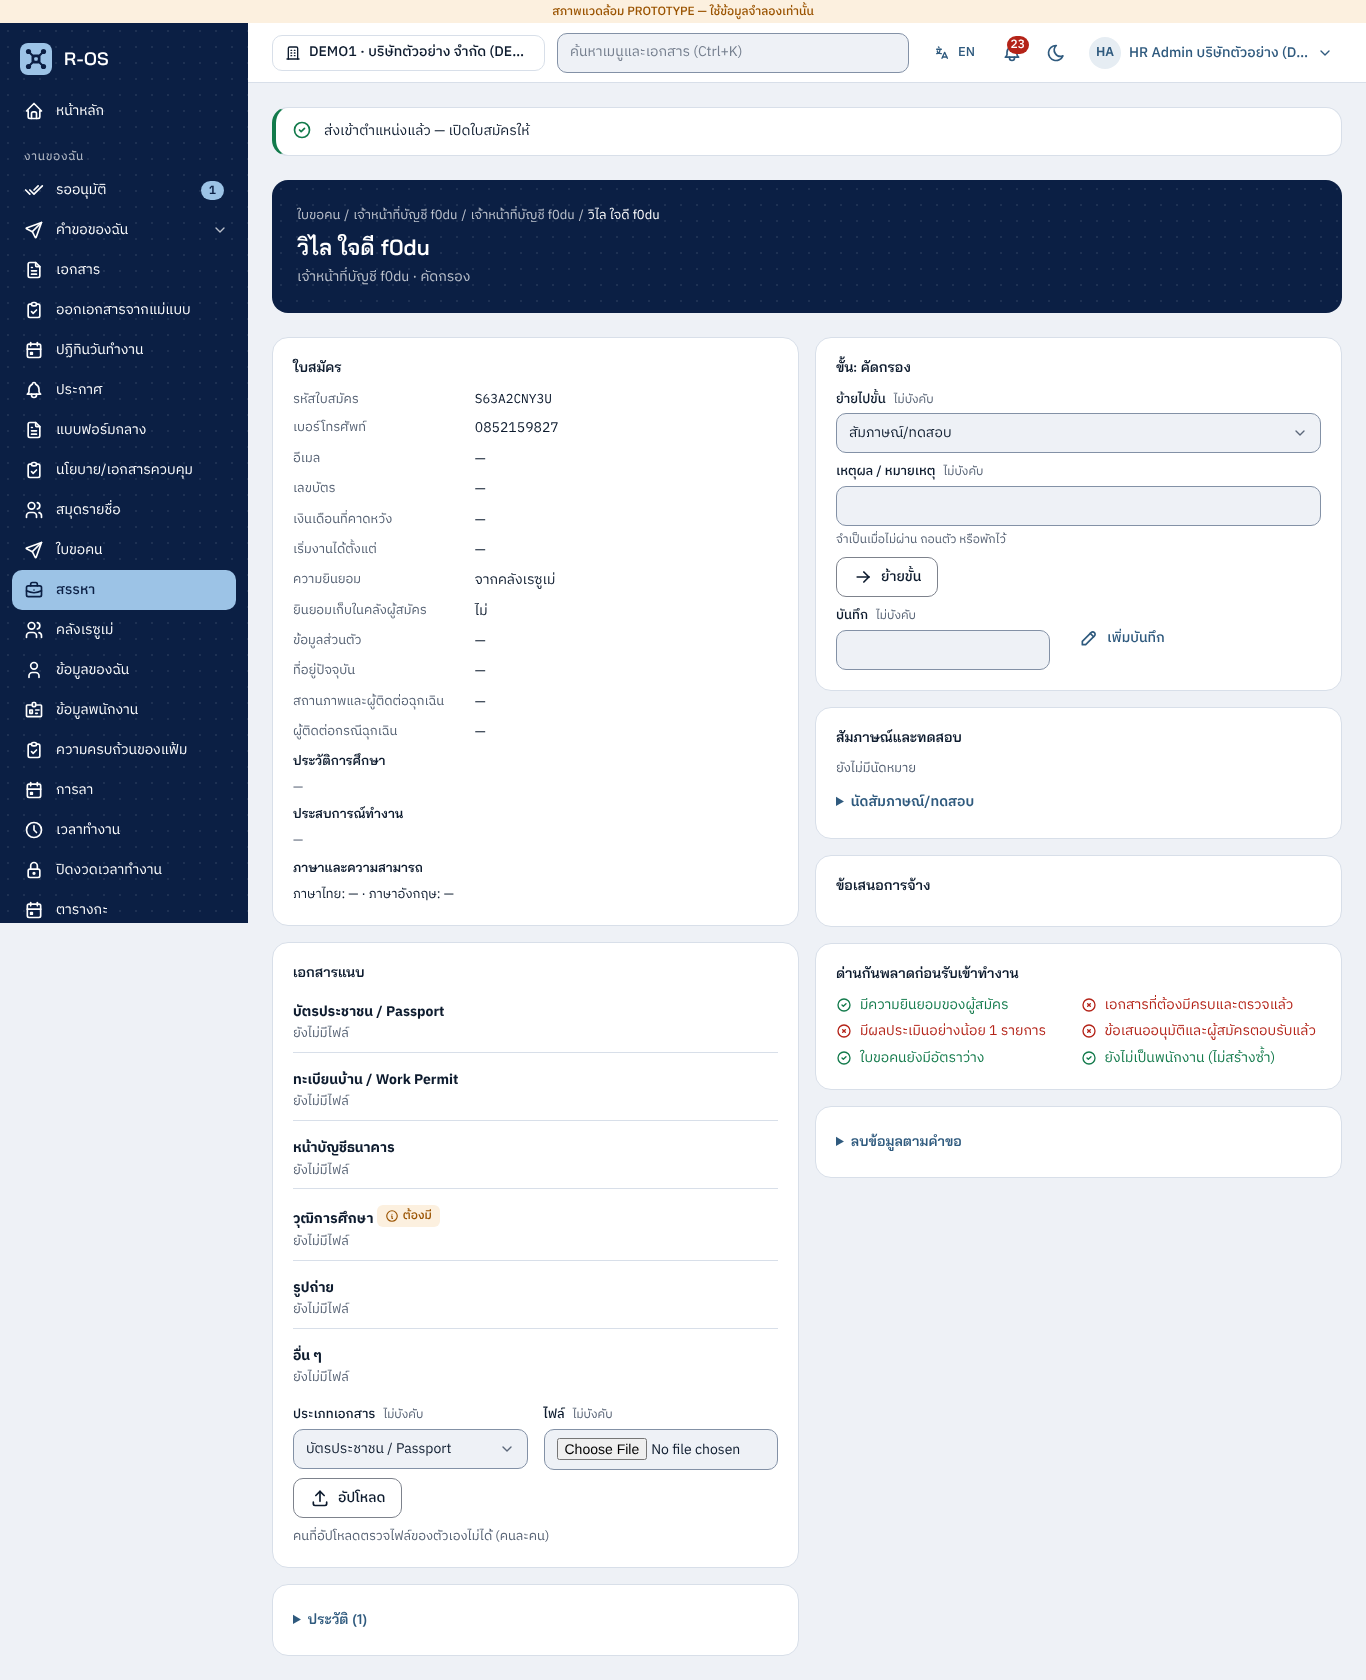 สภาพแวดล้อม PROTOTYPE — ใช้ข้อมูลจำลองเท่านั้น
R-OS
DEMO1 · บริษัทตัวอย่าง จำกัด (DE...
ค้นหาเมนูและเอกสาร (Ctrl+K)
EN
23
HA
HR Admin บริษัทตัวอย่าง (D...
หน้าหลัก
งานของฉัน
รออนุมัติ
1
คำขอของฉัน
เอกสาร
ออกเอกสารจากแม่แบบ
ปฏิทินวันทำงาน
ประกาศ
แบบฟอร์มกลาง
นโยบาย/เอกสารควบคุม
สมุดรายชื่อ
ใบขอคน
สรรหา
คลังเรซูเม่
ข้อมูลของฉัน
ข้อมูลพนักงาน
ความครบถ้วนของแฟ้ม
การลา
เวลาทำงาน
ปิดงวดเวลาทำงาน
ตารางกะ
ส่งเข้าตำแหน่งแล้ว — เปิดใบสมัครให้
ใบขอคน / เจ้าหน้าที่บัญชี f0du / เจ้าหน้าที่บัญชี f0du / วิไล ใจดี f0du
วิไล ใจดี f0du
เจ้าหน้าที่บัญชี f0du · คัดกรอง
ใบสมัคร
รหัสใบสมัคร S63A2CNY3U
เบอร์โทรศัพท์ 0852159827
อีเมล —
เลขบัตร —
เงินเดือนที่คาดหวัง —
เริ่มงานได้ตั้งแต่ —
ความยินยอม จากคลังเรซูเม่
ยินยอมเก็บในคลังผู้สมัคร ไม่
ข้อมูลส่วนตัว —
ที่อยู่ปัจจุบัน —
สถานภาพและผู้ติดต่อฉุกเฉิน —
ผู้ติดต่อกรณีฉุกเฉิน —
ประวัติการศึกษา
—
ประสบการณ์ทำงาน
—
ภาษาและความสามารถ
ภาษาไทย: — · ภาษาอังกฤษ: —
เอกสารแนบ
บัตรประชาชน / Passport
ยังไม่มีไฟล์
ทะเบียนบ้าน / Work Permit
ยังไม่มีไฟล์
หน้าบัญชีธนาคาร
ยังไม่มีไฟล์
วุฒิการศึกษา ต้องมี
ยังไม่มีไฟล์
รูปถ่าย
ยังไม่มีไฟล์
อื่น ๆ
ยังไม่มีไฟล์
ประเภทเอกสาร ไม่บังคับ
บัตรประชาชน / Passport
ไฟล์ ไม่บังคับ
Choose File No file chosen
อัปโหลด
คนที่อัปโหลดตรวจไฟล์ของตัวเองไม่ได้ (คนละคน)
ประวัติ (1)
ขั้น: คัดกรอง
ย้ายไปขั้น ไม่บังคับ
สัมภาษณ์/ทดสอบ
เหตุผล / หมายเหตุ ไม่บังคับ
จำเป็นเมื่อไม่ผ่าน ถอนตัว หรือพักไว้
ย้ายขั้น
บันทึก ไม่บังคับ
เพิ่มบันทึก
สัมภาษณ์และทดสอบ
ยังไม่มีนัดหมาย
นัดสัมภาษณ์/ทดสอบ
ข้อเสนอการจ้าง
ด่านกันพลาดก่อนรับเข้าทำงาน
มีความยินยอมของผู้สมัคร
เอกสารที่ต้องมีครบและตรวจแล้ว
มีผลประเมินอย่างน้อย 1 รายการ
ข้อเสนออนุมัติและผู้สมัครตอบรับแล้ว
ใบขอคนยังมีอัตราว่าง
ยังไม่เป็นพนักงาน (ไม่สร้างซ้ำ)
ลบข้อมูลตามคำขอ